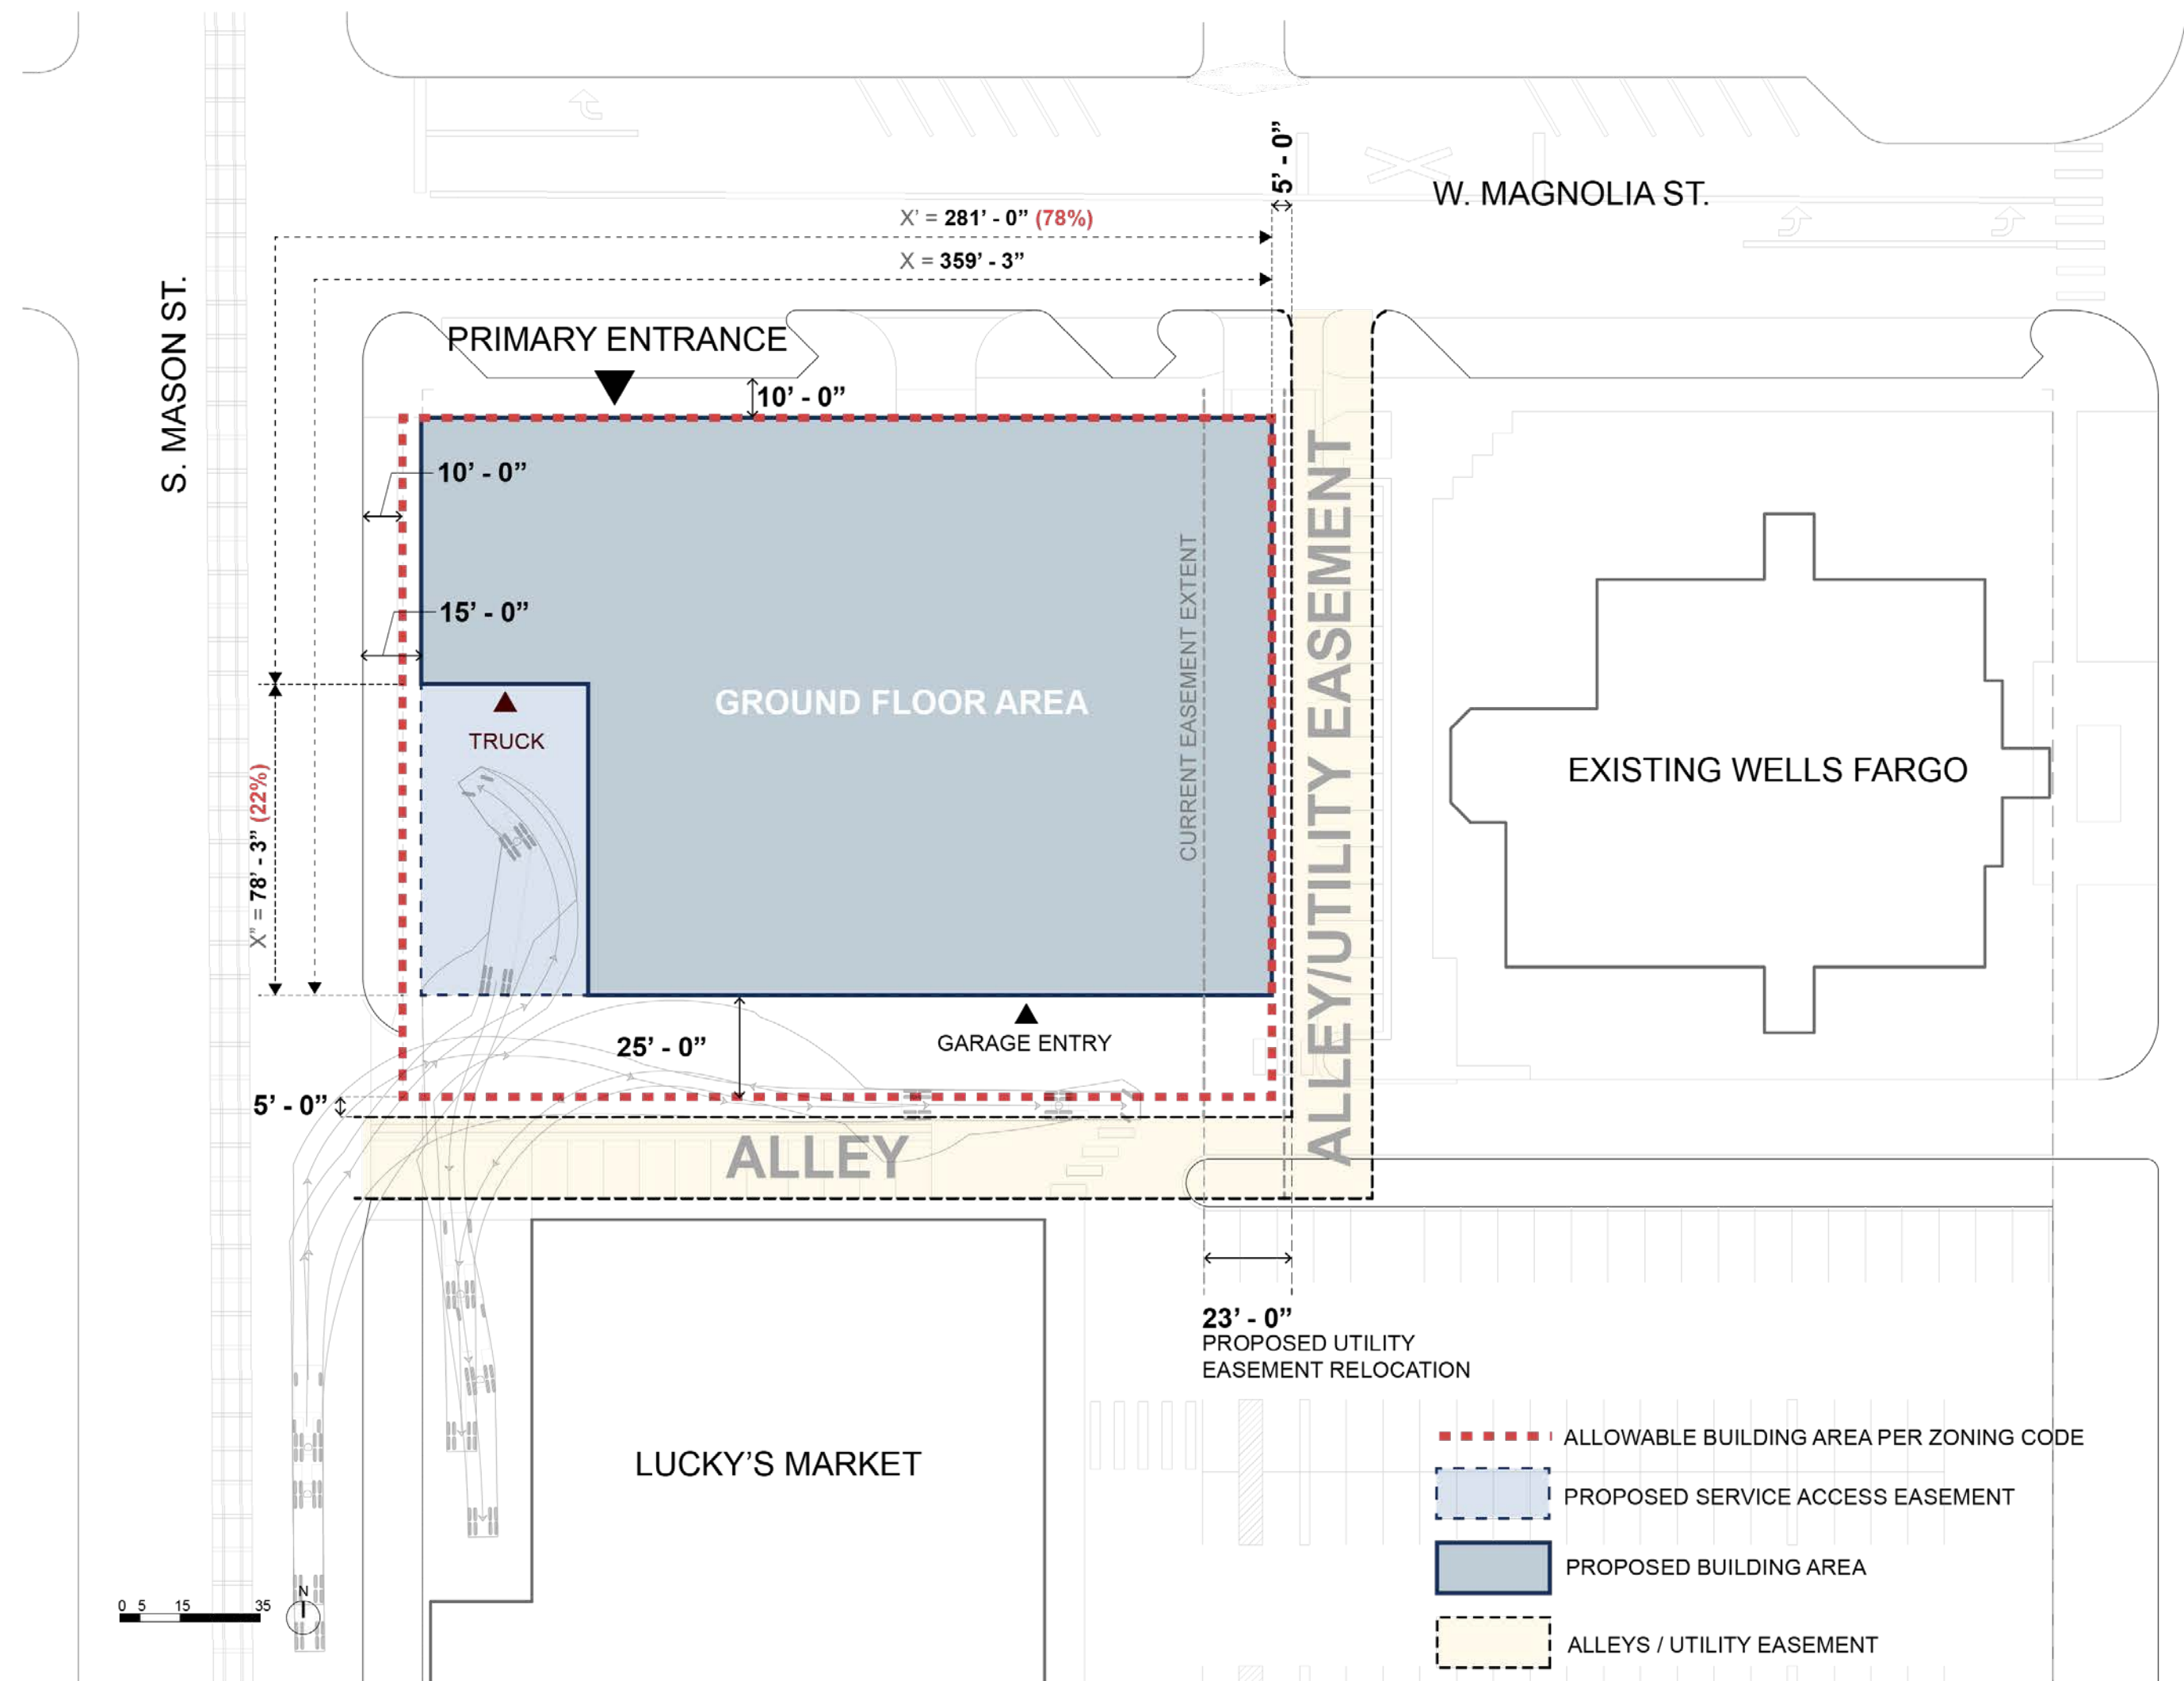 5’ - 0”
W. MAGNOLIA ST.
X’ = 281’ - 0” (78%)
X = 359’ - 3”
S. MASON ST.
PRIMARY ENTRANCE
10’ - 0”
10’ - 0”
15’ - 0”
GROUND FLOOR AREA
TRUCK
CURRENT EASEMENT EXTENT
ALLEY/UTILITY EASEMENT
EXISTING WELLS FARGO
X” = 78’ - 3” (22%)
25’ - 0”
GARAGE ENTRY
5’ - 0”
ALLEY
23’ - 0”
PROPOSED UTILITY
EASEMENT RELOCATION
LUCKY’S MARKET
ALLOWABLE BUILDING AREA PER ZONING CODE
PROPOSED SERVICE ACCESS EASEMENT
PROPOSED BUILDING AREA
ALLEYS / UTILITY EASEMENT
0 5 15 35
N